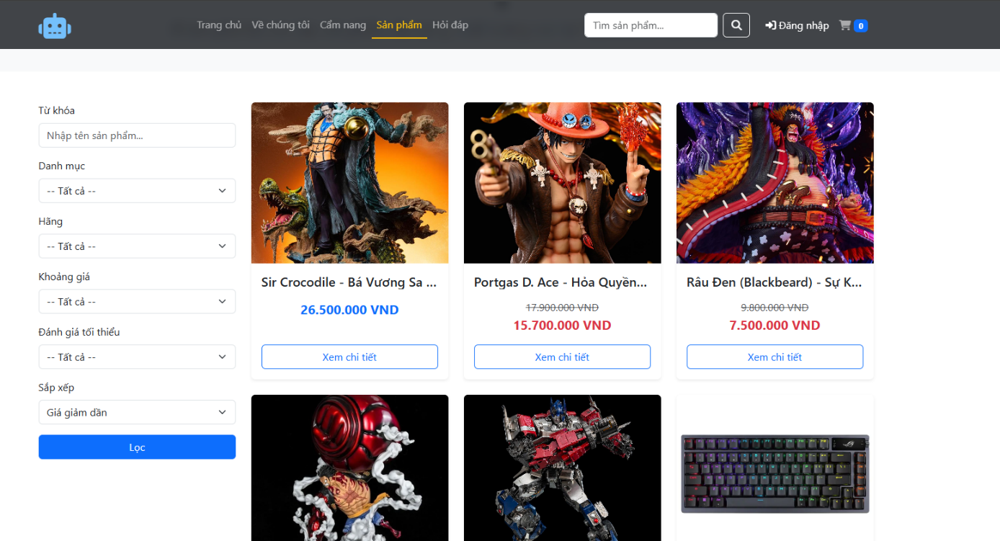 Trang chủ Về chúng tôi Cẩm nang Sản phẩm Hỏi đáp Tìm sản phẩm... Đăng nhập 0
Từ khóa
Nhập tên sản phẩm...
Danh mục
-- Tất cả --
Hãng
-- Tất cả --
Khoảng giá
-- Tất cả --
Đánh giá tối thiểu
-- Tất cả --
Sắp xếp
Giá giảm dần
Lọc
Sir Crocodile - Bá Vương Sa ...
26.500.000 VND
Xem chi tiết
Portgas D. Ace - Hỏa Quyền...
17.900.000 VND
15.700.000 VND
Xem chi tiết
Râu Đen (Blackbeard) - Sự K...
9.800.000 VND
7.500.000 VND
Xem chi tiết